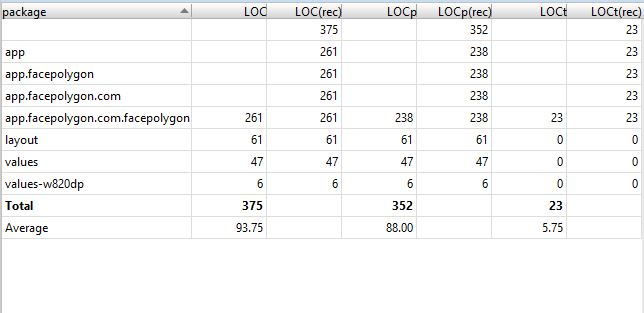 package LOC LOC(rec) LOCp LOCp(rec) LOCt LOCt(rec)
375 352 23
app 261 238 23
app.facepolygon 261 238 23
app.facepolygon.com 261 238 23
app.facepolygon.com.facepolygon 261 261 238 238 23 23
layout 61 61 61 61 0 0
values 47 47 47 47 0 0
values-w820dp 6 6 6 6 0 0
Total 375 352 23
Average 93.75 88.00 5.75